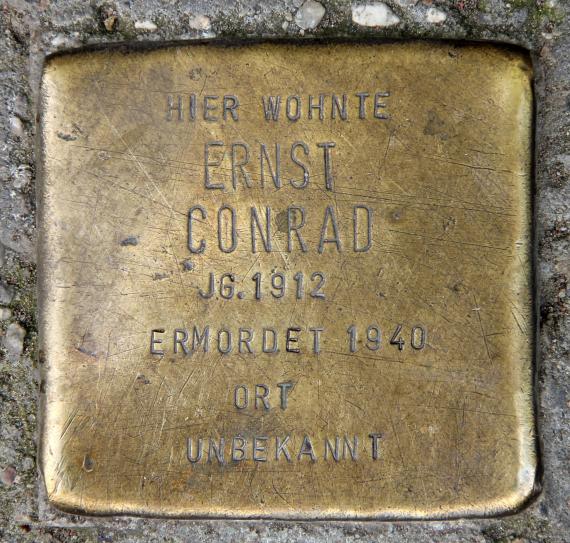 HIER WOHNTE
ERNST
CONRAD
JG.1912
ERMORDET 1940
ORT
UNBEKANNT